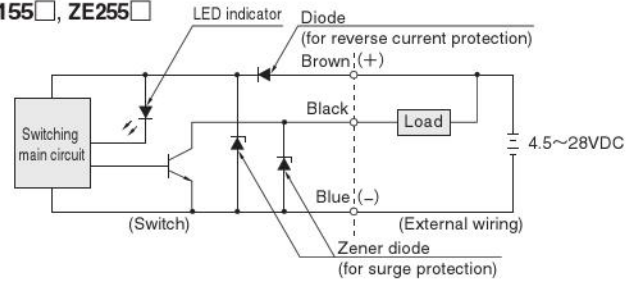 155□, ZE255□
LED indicator
Diode
(for reverse current protection)
Brown (+)
Black
Load
Switching
main circuit
4.5～28VDC
Blue (−)
(Switch)
(External wiring)
Zener diode
(for surge protection)